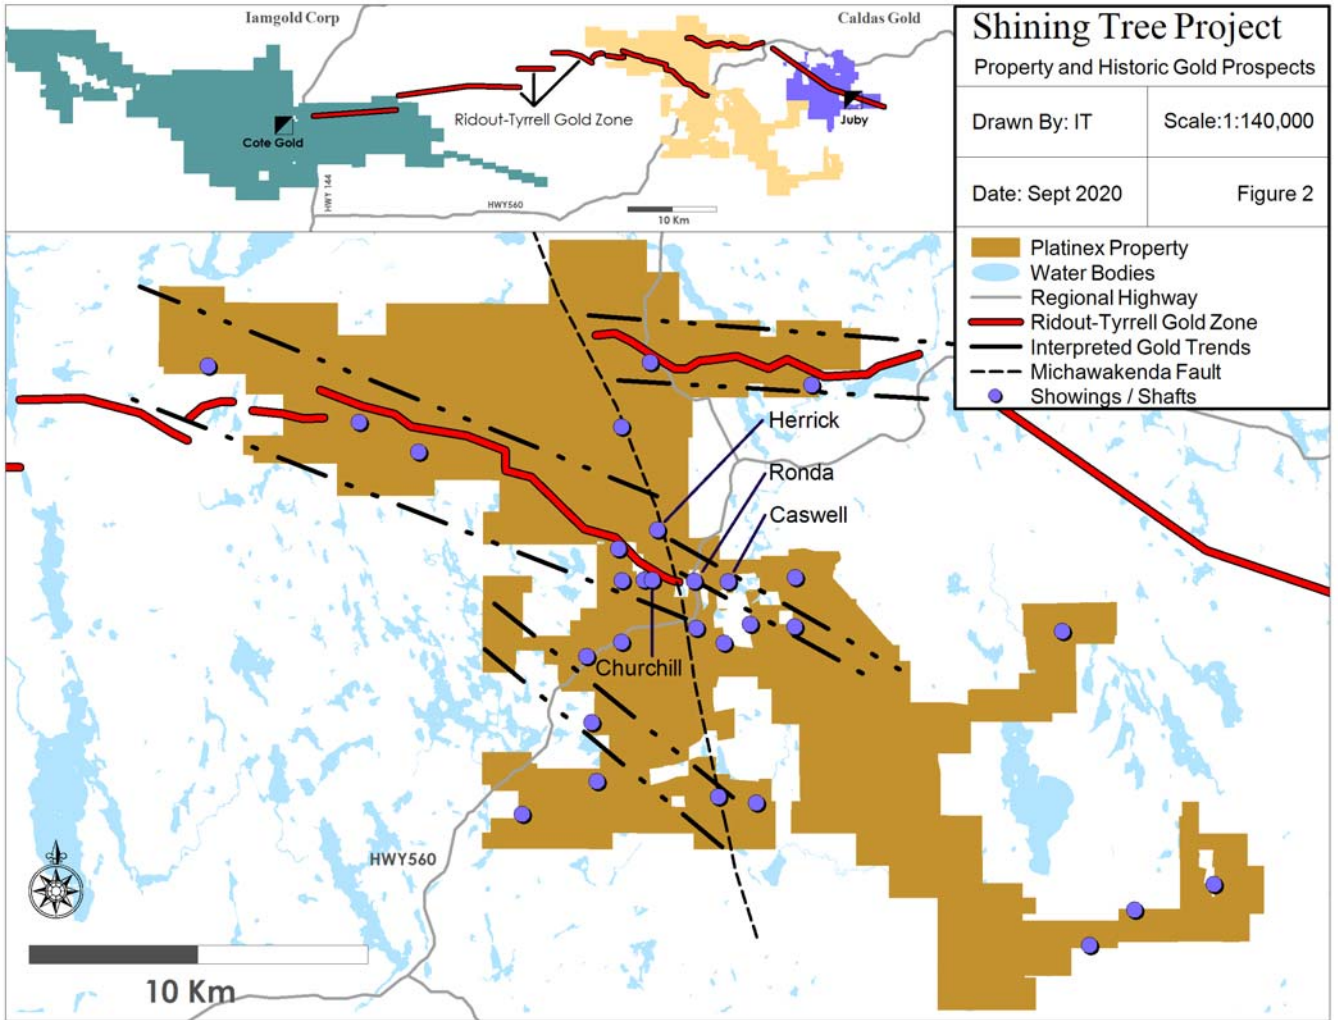 Iamgold Corp
Caldas Gold
Ridout-Tyrrell Gold Zone
Cote Gold
Juby
HWY 144
HWY560
10 Km
Shining Tree Project
Property and Historic Gold Prospects
Drawn By: IT
Scale:1:140,000
Date: Sept 2020
Figure 2
Platinex Property
Water Bodies
Regional Highway
Ridout-Tyrrell Gold Zone
Interpreted Gold Trends
Michawakenda Fault
Showings / Shafts
Herrick
Ronda
Caswell
Churchill
HWY560
10 Km